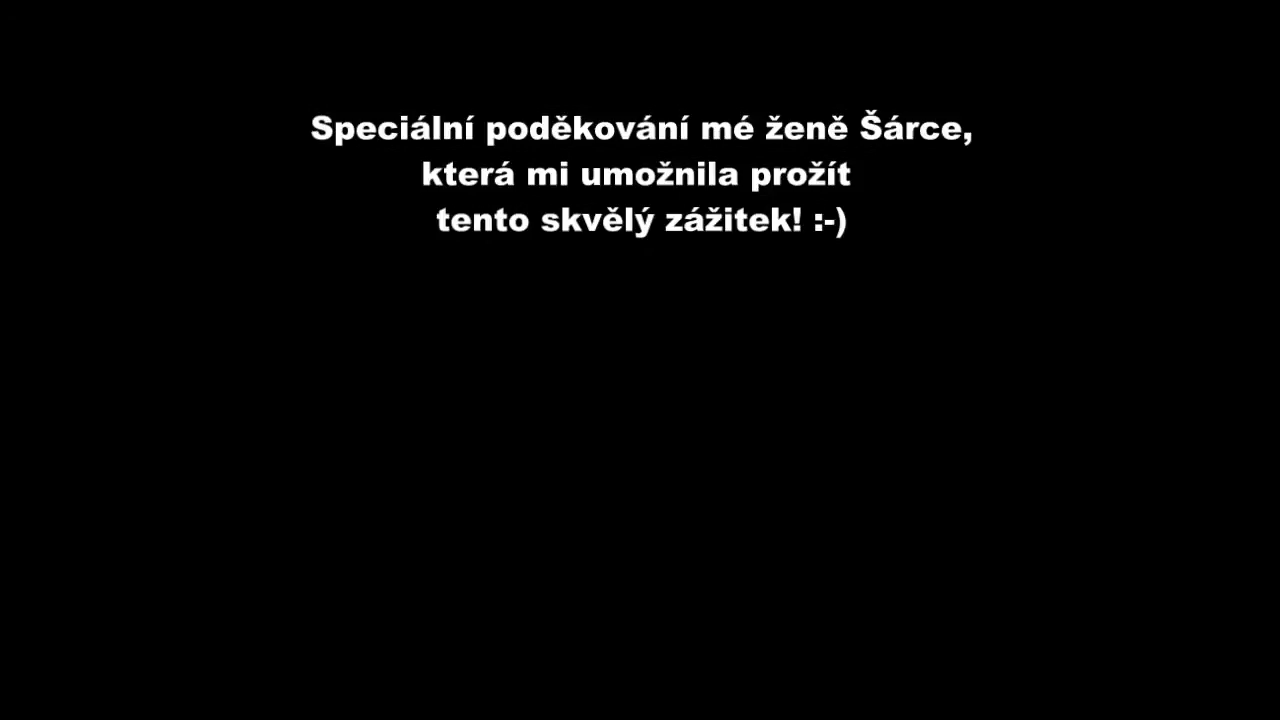 Speciální poděkování mé ženě Šárce,
která mi umožnila prožít
tento skvělý zážitek! :-)